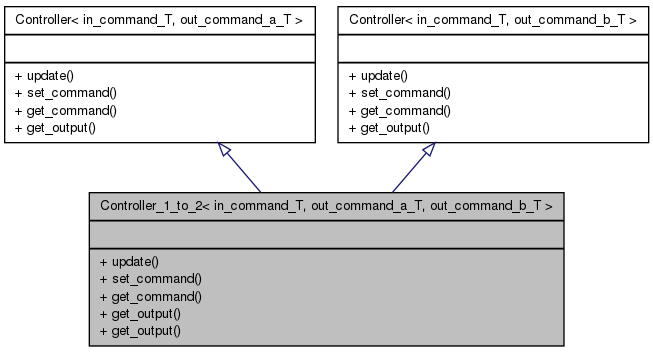 Controller< in_command_T, out_command_a_T >
+ update()
+ set_command()
+ get_command()
+ get_output()
Controller< in_command_T, out_command_b_T >
+ update()
+ set_command()
+ get_command()
+ get_output()
Controller_1_to_2< in_command_T, out_command_a_T, out_command_b_T >
+ update()
+ set_command()
+ get_command()
+ get_output()
+ get_output()